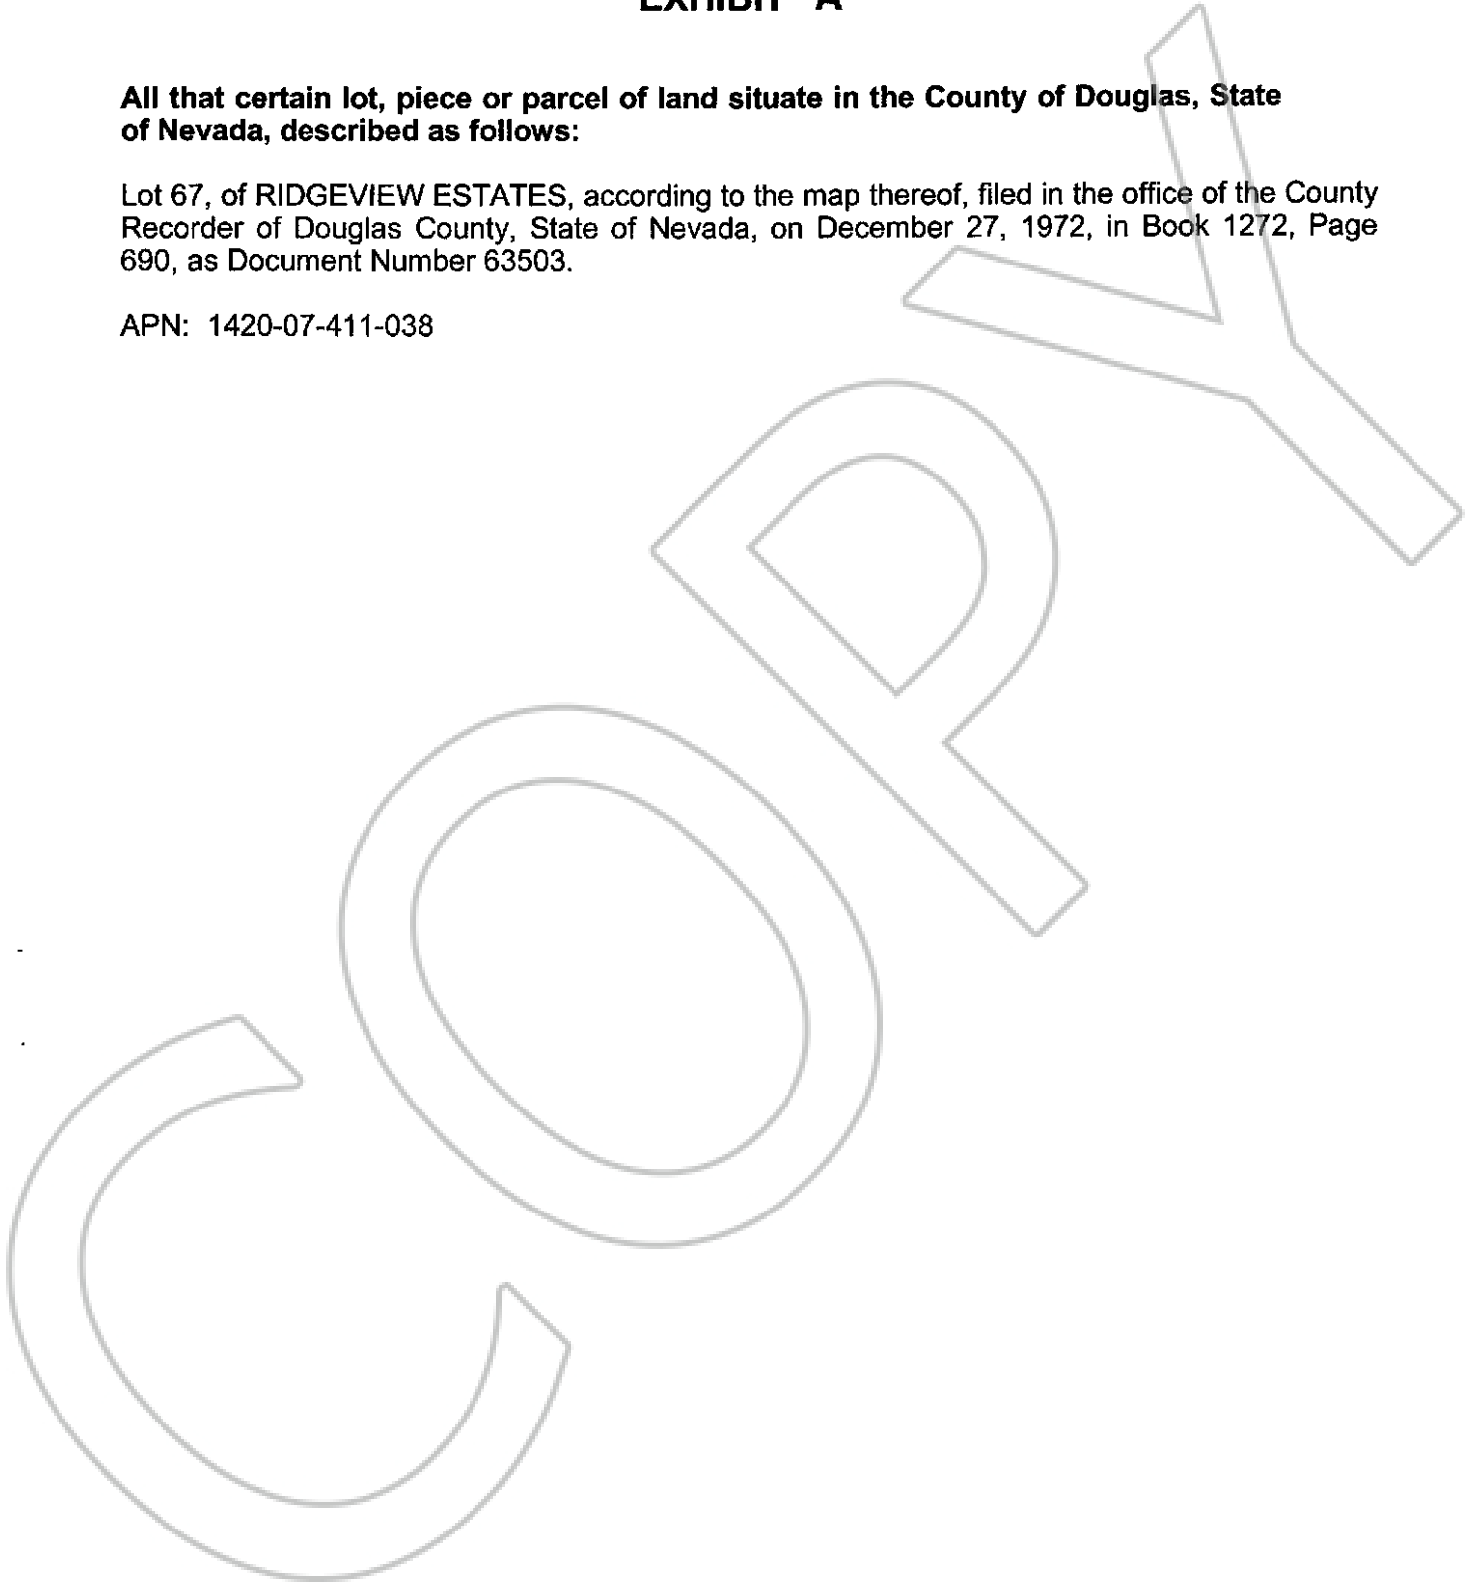 EXHIBIT "A"
All that certain lot, piece or parcel of land situate in the County of Douglas, State
of Nevada, described as follows:
Lot 67, of RIDGEVIEW ESTATES, according to the map thereof, filed in the office of the County
Recorder of Douglas County, State of Nevada, on December 27, 1972, in Book 1272, Page
690, as Document Number 63503.
APN: 1420-07-411-038
COPY